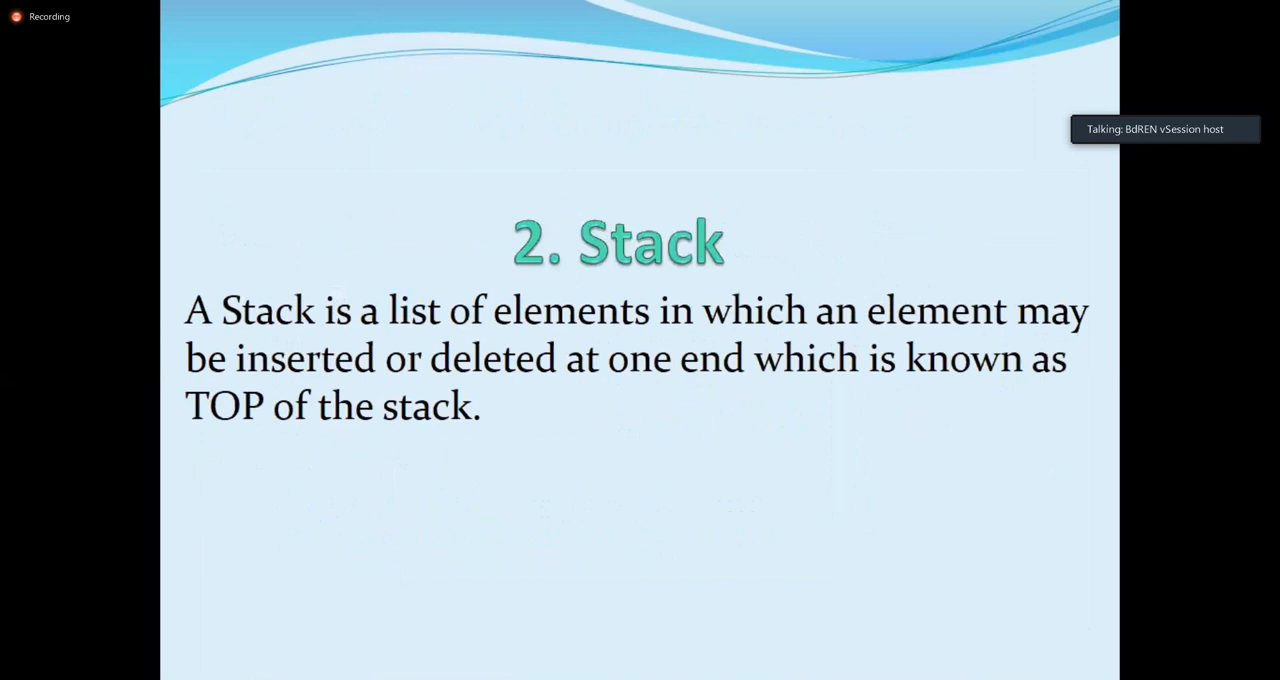 Recording
Talking: BdREN vSession host
2. Stack
A Stack is a list of elements in which an element may
be inserted or deleted at one end which is known as
TOP of the stack.